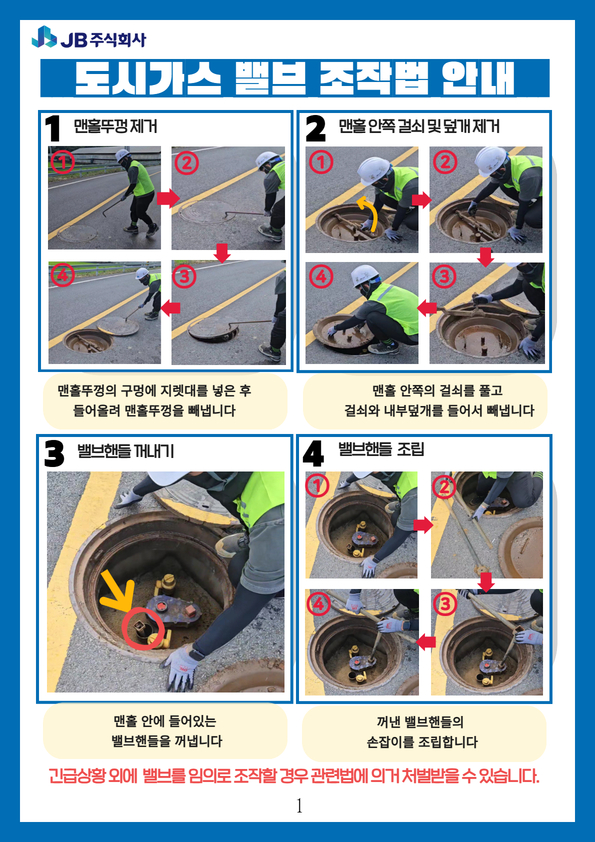 JB주식회사
도시가스 밸브 조작법 안내
1 맨홀뚜껑 제거
①
②
④
③
맨홀뚜껑의 구멍에 지렛대를 넣은 후
들어올려 맨홀뚜껑을 빼냅니다
2 맨홀 안쪽 걸쇠 및 덮개 제거
①
②
④
③
맨홀 안쪽의 걸쇠를 풀고
걸쇠와 내부덮개를 들어서 빼냅니다
3 밸브핸들 꺼내기
맨홀 안에 들어있는
밸브핸들을 꺼냅니다
4 밸브핸들 조립
①
②
④
③
꺼낸 밸브핸들의
손잡이를 조립합니다
긴급상황 외에 밸브를 임의로 조작할 경우 관련법에 의거 처벌받을 수 있습니다.
1